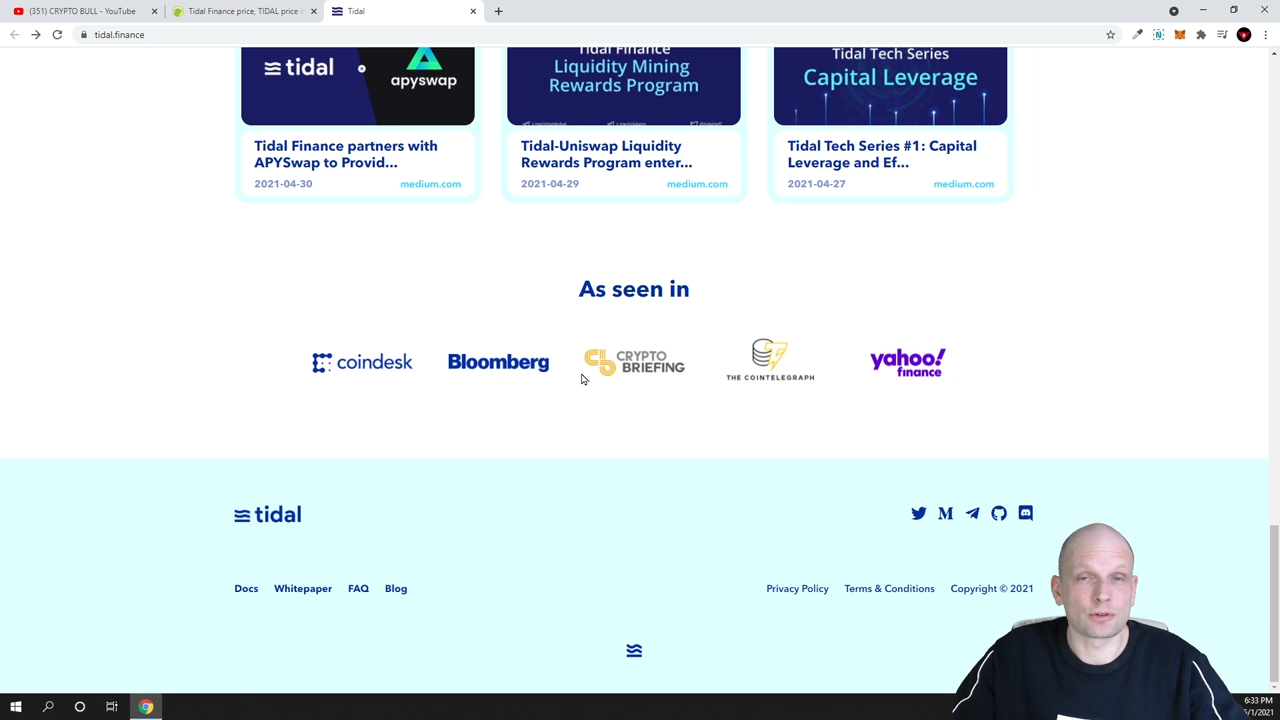 (351) CRYPTO BULL - YouTube
Tidal Finance price, TIDAL price i
Tidal
tidal.finance
tidal
apyswap
Tidal Finance
Liquidity Mining
Rewards Program
Tidal Tech Series
Capital Leverage
Tidal Finance partners with
APYSwap to Provid...
2021-04-30
medium.com
Tidal-Uniswap Liquidity
Rewards Program enter...
2021-04-29
medium.com
Tidal Tech Series #1: Capital
Leverage and Ef...
2021-04-27
medium.com
As seen in
coindesk
Bloomberg
CRYPTO
BRIEFING
THE COINTELEGRAPH
yahoo!
finance
tidal
Docs
Whitepaper
FAQ
Blog
Privacy Policy
Terms & Conditions
Copyright © 2021
6:33 PM
/1/2021